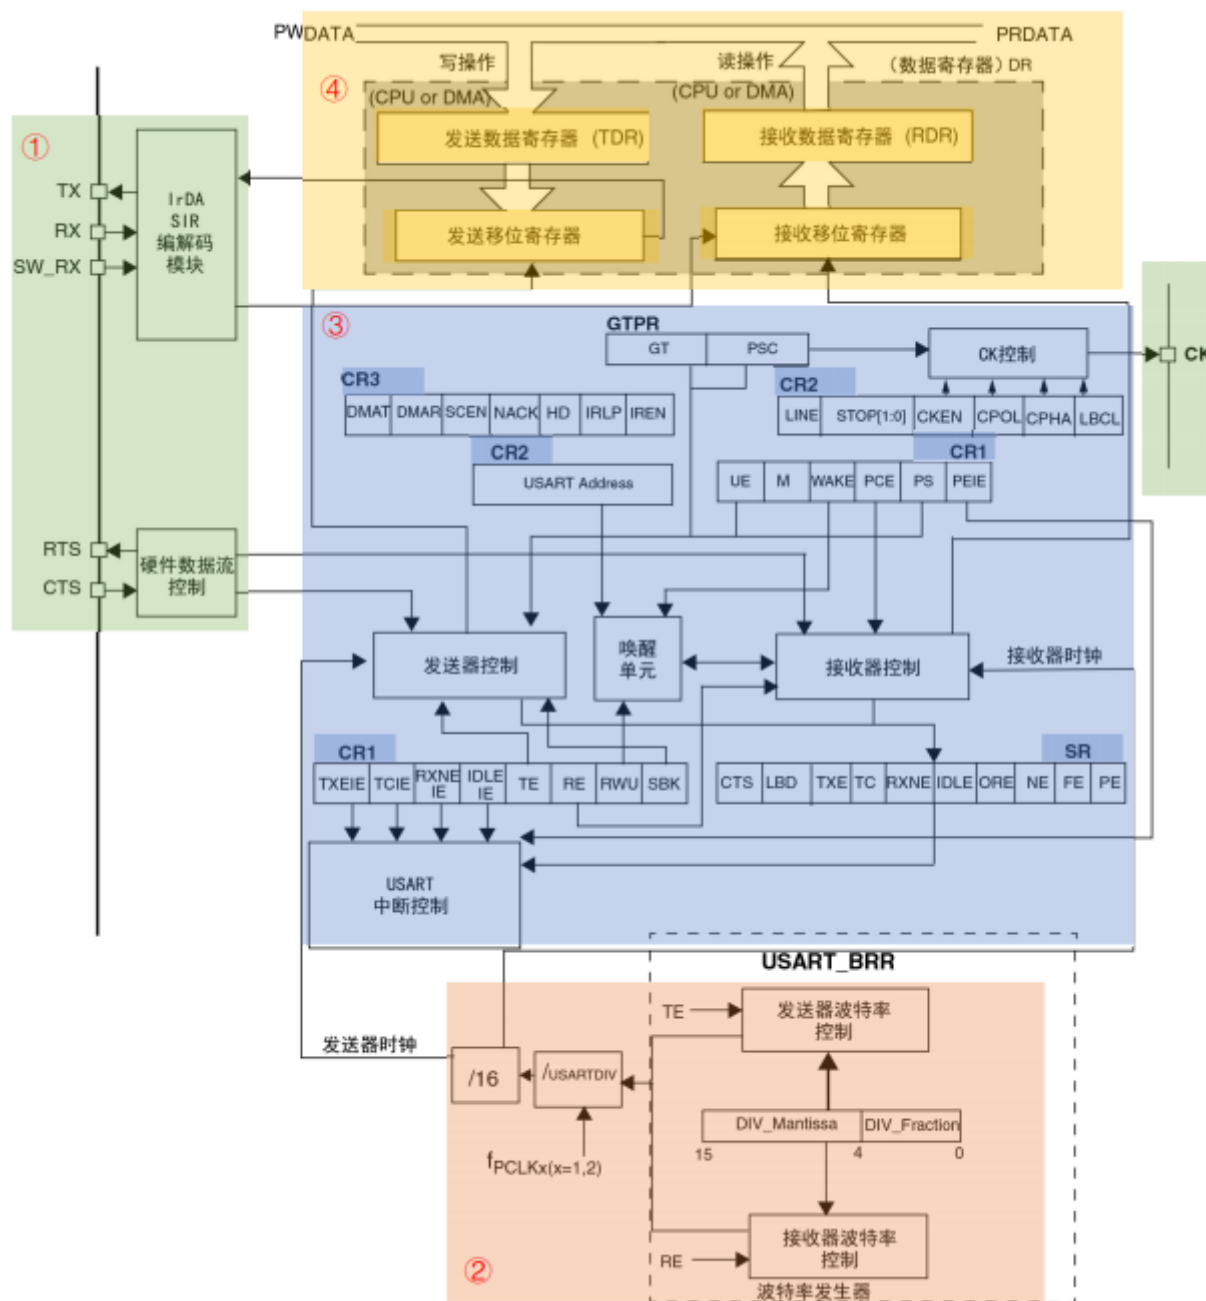 PWDATA
PRDATA
写操作
读操作
(数据寄存器) DR
④
(CPU or DMA)
(CPU or DMA)
发送数据寄存器 (TDR)
接收数据寄存器 (RDR)
发送移位寄存器
接收移位寄存器
①
TX
RX
SW_RX
IrDA
SIR
编解码
模块
③
GTPR
GT
PSC
CK控制
CK
CR3
DMAT DMAR SCEN NACK HD IRLP IREN
CR2
LINE STOP[1:0] CKEN CPOL CPHA LBCL
CR2
USART Address
CR1
UE M WAKE PCE PS PEIE
RTS
CTS
硬件数据流
控制
发送器控制
唤醒
单元
接收器控制
接收器时钟
CR1
TXEIE TCIE RXNE IE IDLE IE TE RE RWU SBK
SR
CTS LBD TXE TC RXNE IDLE ORE NE FE PE
USART
中断控制
USART_BRR
TE
发送器波特率
控制
发送器时钟
/16
/USARTDIV
fPCLKx(x=1,2)
DIV_Mantissa DIV_Fraction
15 4 0
RE
接收器波特率
控制
②
波特率发生器